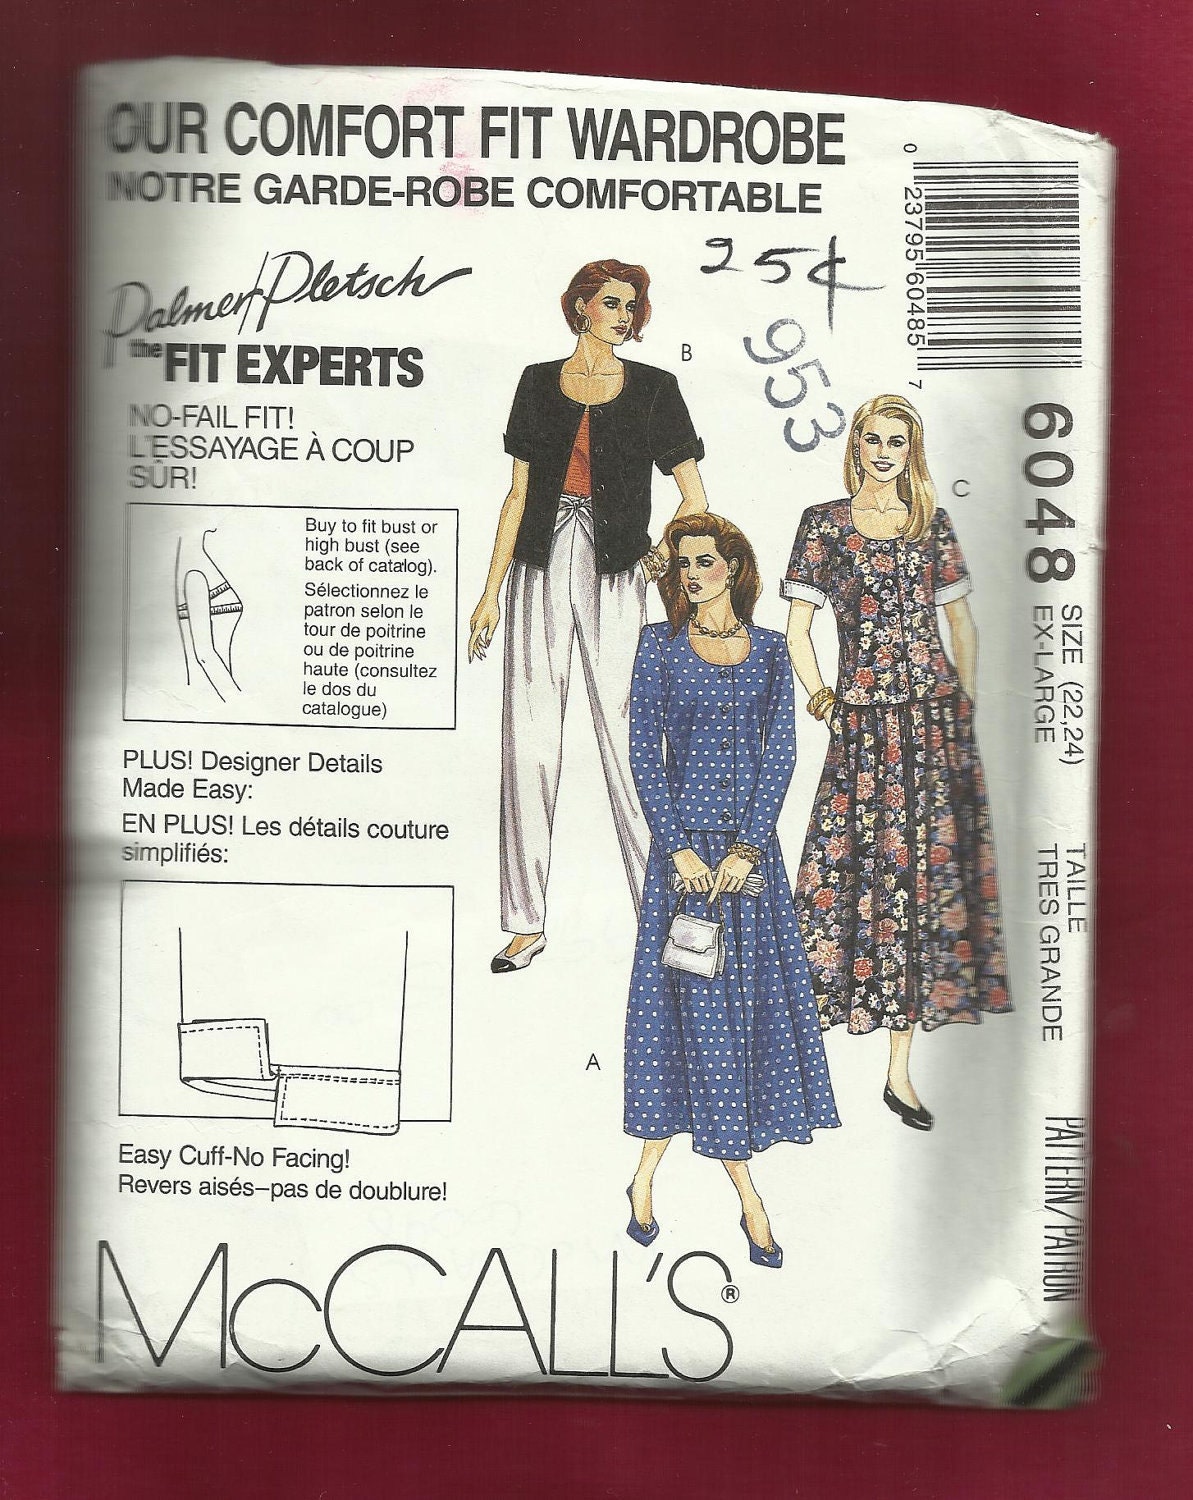 OUR COMFORT FIT WARDROBE
NOTRE GARDE-ROBE COMFORTABLE
Palmer/Pletsch
the FIT EXPERTS
NO-FAIL FIT!
L'ESSAYAGE À COUP
SÛR!
Buy to fit bust or
high bust (see
back of catalog).
Sélectionnez le
patron selon le
tour de poitrine
ou de poitrine
haute (consultez
le dos du
catalogue)
PLUS! Designer Details
Made Easy:
EN PLUS! Les détails couture
simplifiés:
Easy Cuff-No Facing!
Revers aisés–pas de doublure!
McCALL'S®
25¢
953
B
C
A
0 23795 60485 7
6048
SIZE (22,24)
EX-LARGE
TAILLE
TRES GRANDE
PATTERN/PATRON